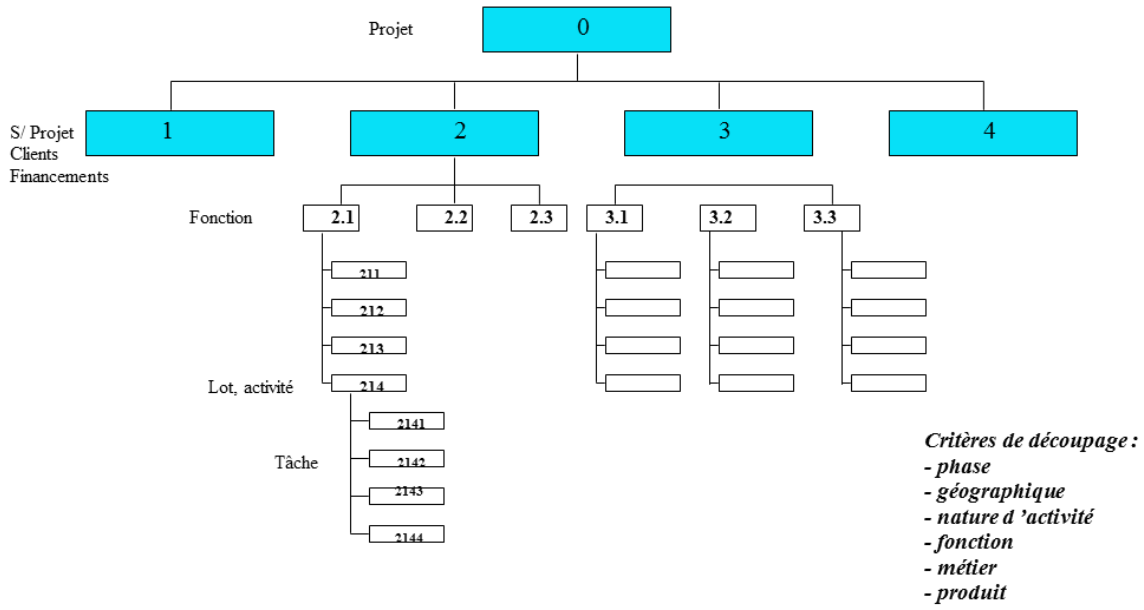 Projet
0
1
2
3
4
S/ Projet
Clients
Financements
Fonction
2.1
2.2
2.3
3.1
3.2
3.3
211
212
213
Lot, activité
214
2141
Tâche
2142
2143
2144
Critères de découpage :
- phase
- géographique
- nature d ’activité
- fonction
- métier
- produit